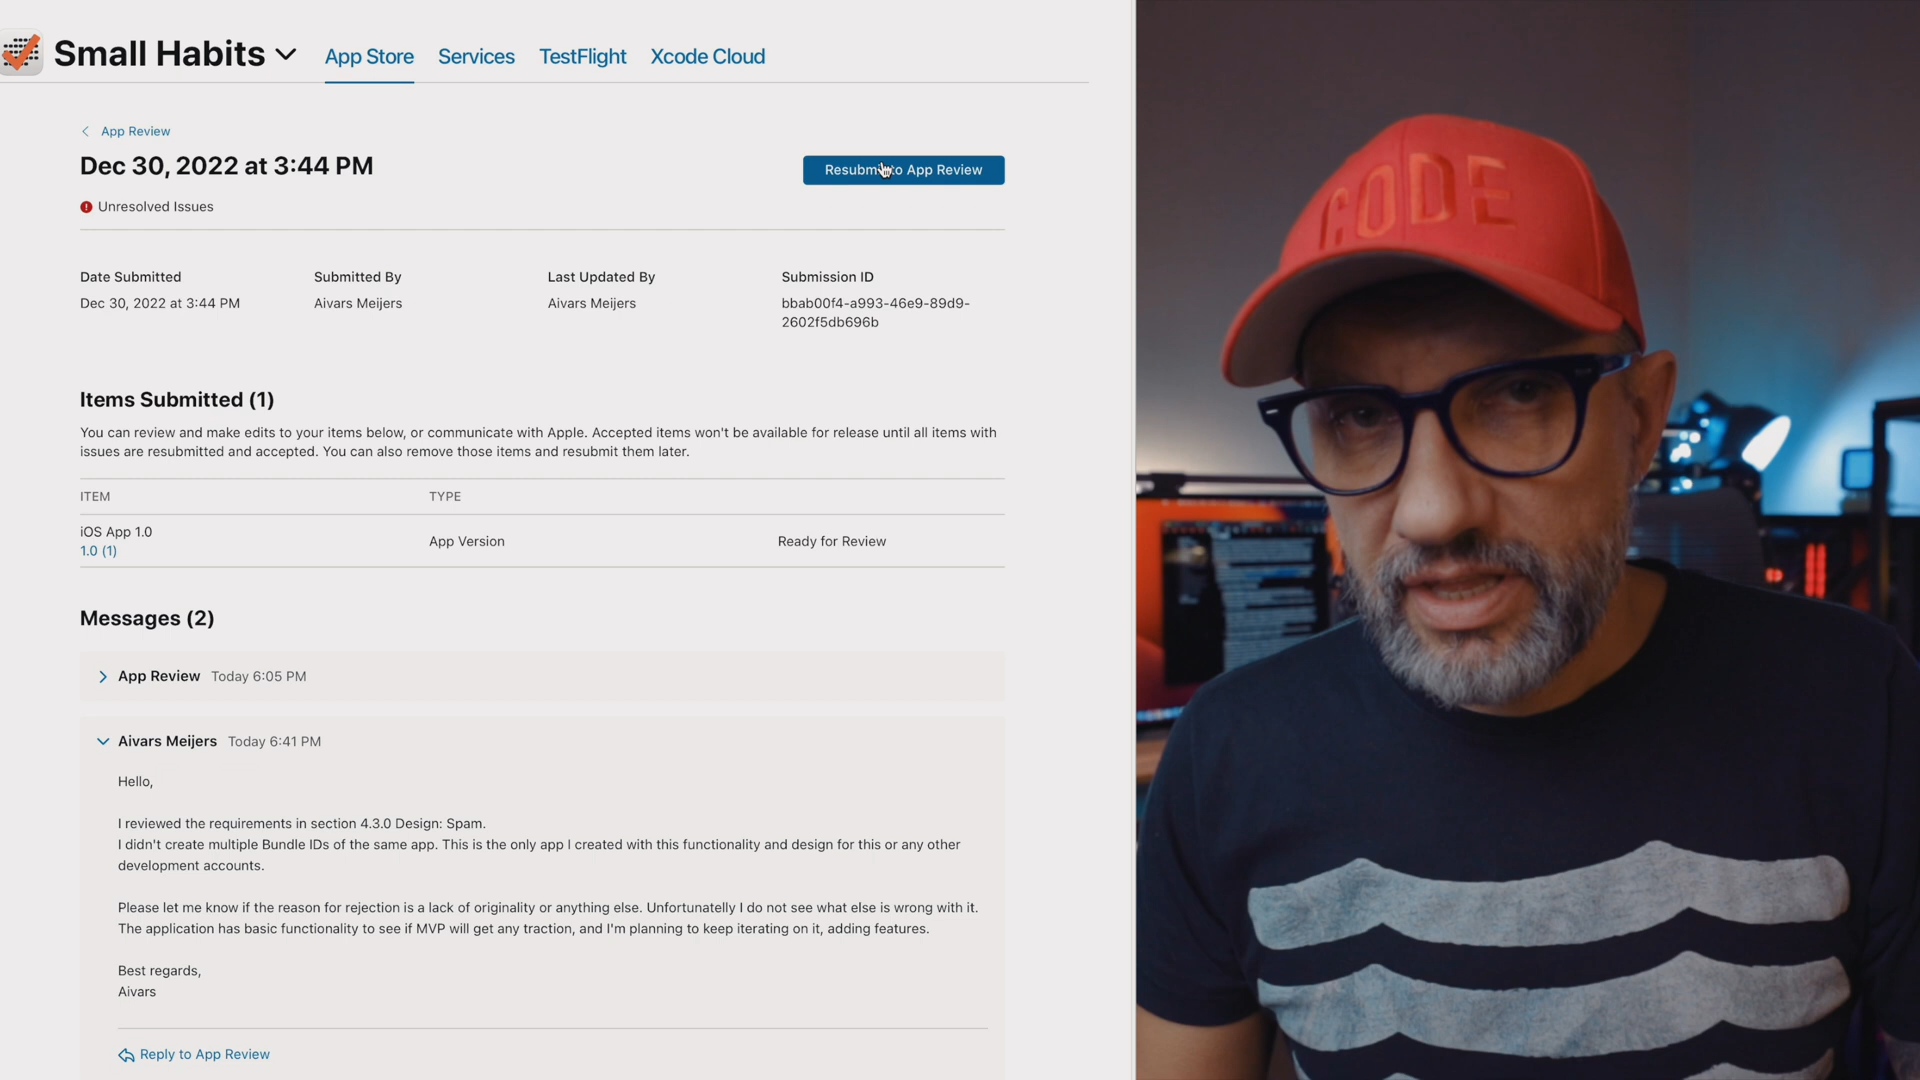 Small Habits
App Store Services TestFlight Xcode Cloud
App Review
Dec 30, 2022 at 3:44 PM
Resubmit to App Review
Unresolved Issues
Date Submitted Submitted By Last Updated By Submission ID
Dec 30, 2022 at 3:44 PM Aivars Meijers Aivars Meijers bbab00f4-a993-46e9-89d9-
2602f5db696b
Items Submitted (1)
You can review and make edits to your items below, or communicate with Apple. Accepted items won't be available for release until all items with
issues are resubmitted and accepted. You can also remove those items and resubmit them later.
ITEM TYPE
iOS App 1.0
1.0 (1)
App Version Ready for Review
Messages (2)
App Review Today 6:05 PM
Aivars Meijers Today 6:41 PM
Hello,
I reviewed the requirements in section 4.3.0 Design: Spam.
I didn't create multiple Bundle IDs of the same app. This is the only app I created with this functionality and design for this or any other
development accounts.
Please let me know if the reason for rejection is a lack of originality or anything else. Unfortunatelly I do not see what else is wrong with it.
The application has basic functionality to see if MVP will get any traction, and I'm planning to keep iterating on it, adding features.
Best regards,
Aivars
Reply to App Review
CODE